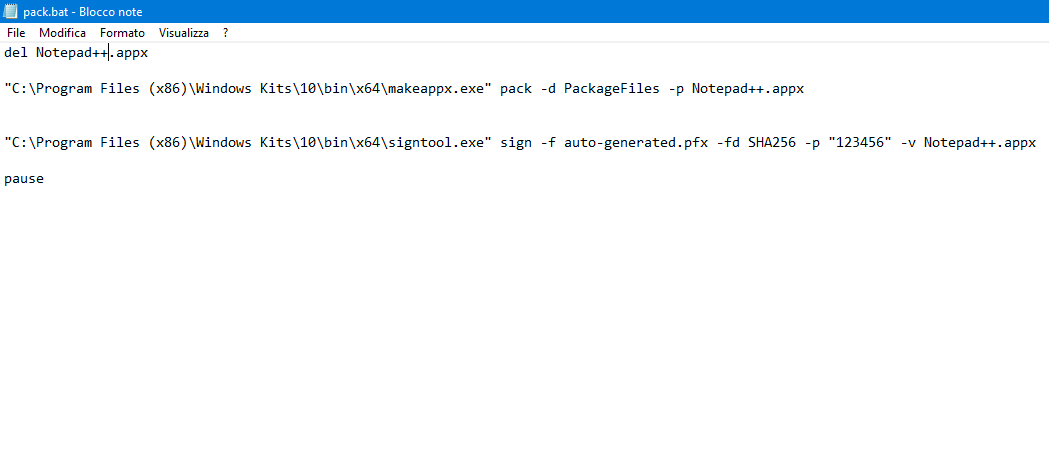 pack.bat - Blocco note
File Modifica Formato Visualizza ?
del Notepad++.appx
"C:\Program Files (x86)\Windows Kits\10\bin\x64\makeappx.exe" pack -d PackageFiles -p Notepad++.appx
"C:\Program Files (x86)\Windows Kits\10\bin\x64\signtool.exe" sign -f auto-generated.pfx -fd SHA256 -p "123456" -v Notepad++.appx
pause